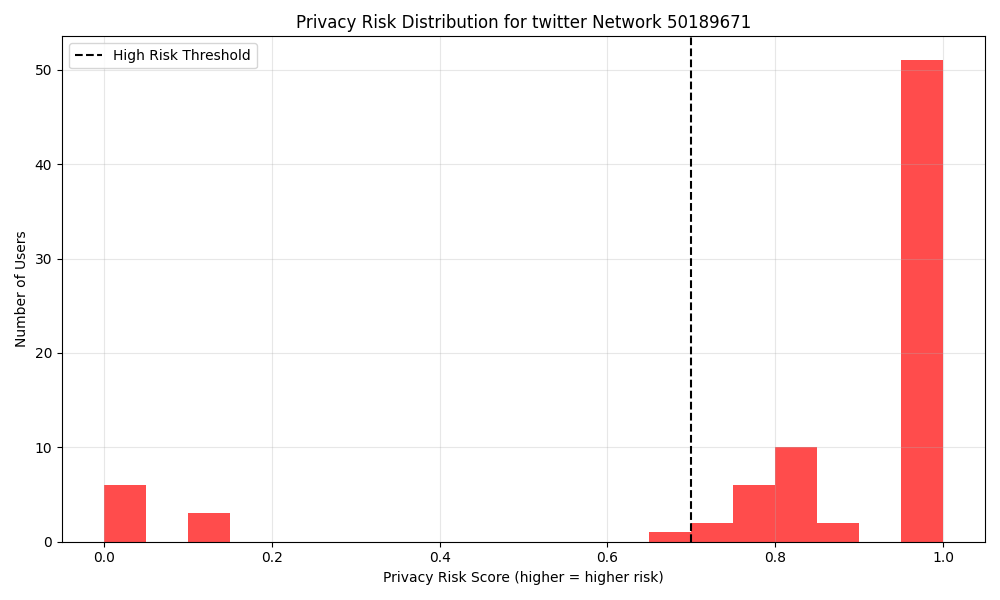 Privacy Risk Distribution for twitter Network 50189671
High Risk Threshold
Number of Users
50
40
30
20
10
0
0.0 0.2 0.4 0.6 0.8 1.0
Privacy Risk Score (higher = higher risk)